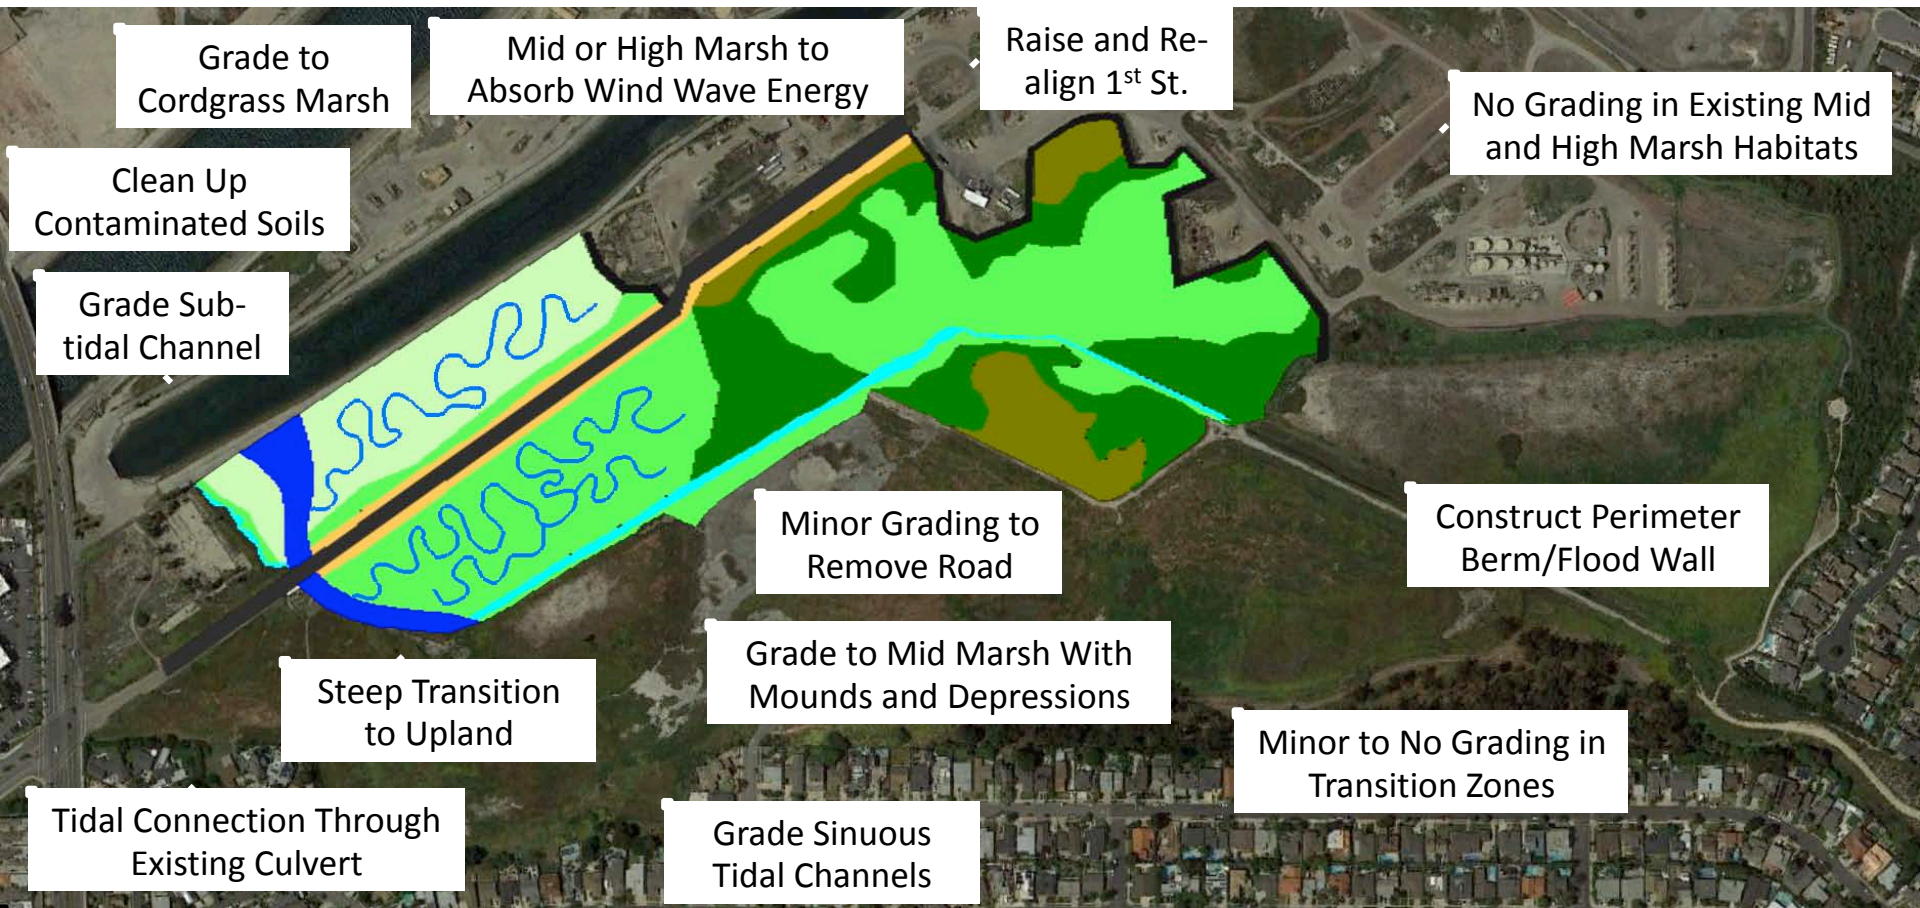 Grade to
Cordgrass Marsh
Mid or High Marsh to
Absorb Wind Wave Energy
Raise and Re-
align 1st St.
No Grading in Existing Mid
and High Marsh Habitats
Clean Up
Contaminated Soils
Grade Sub-
tidal Channel
Minor Grading to
Remove Road
Construct Perimeter
Berm/Flood Wall
Steep Transition
to Upland
Grade to Mid Marsh With
Mounds and Depressions
Minor to No Grading in
Transition Zones
Tidal Connection Through
Existing Culvert
Grade Sinuous
Tidal Channels